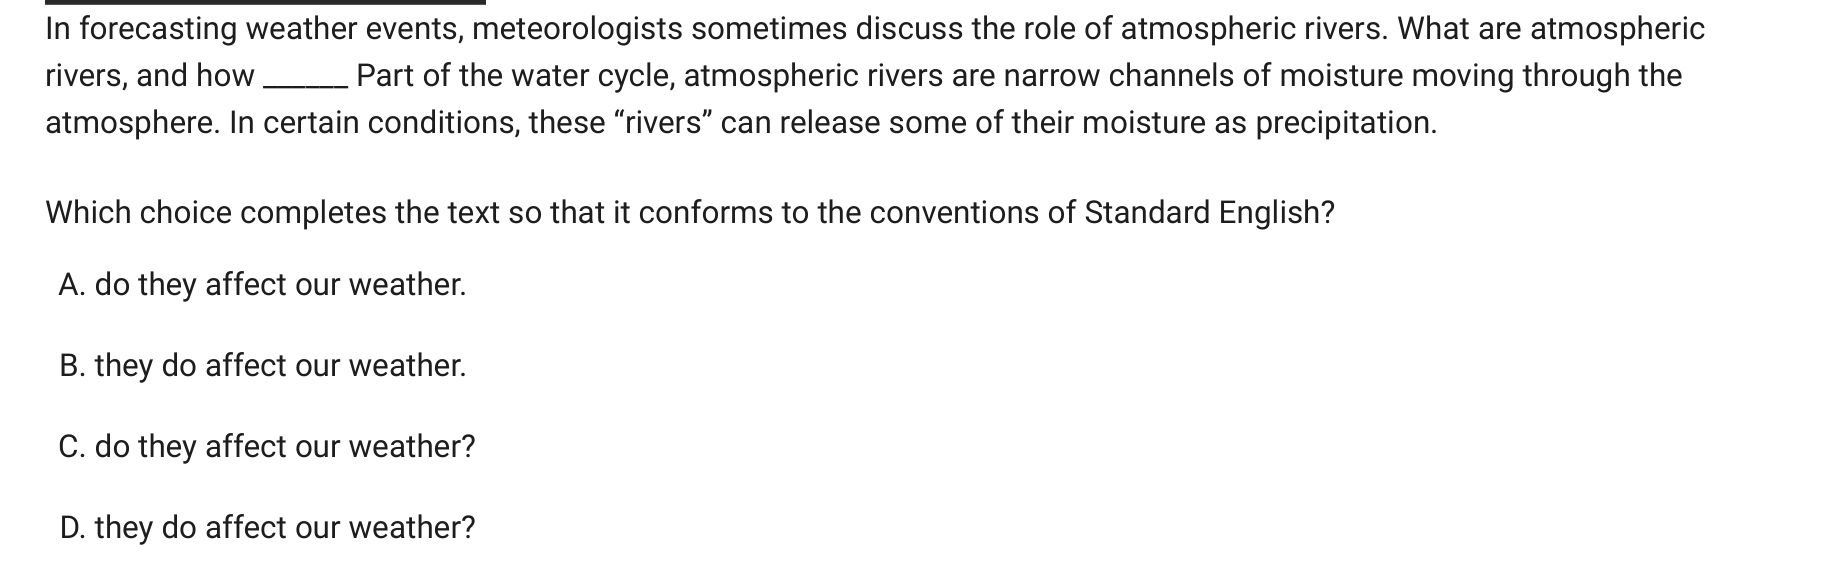 In forecasting weather events, meteorologists sometimes discuss the role of atmospheric rivers. What are atmospheric
rivers, and how ______ Part of the water cycle, atmospheric rivers are narrow channels of moisture moving through the
atmosphere. In certain conditions, these “rivers” can release some of their moisture as precipitation.
Which choice completes the text so that it conforms to the conventions of Standard English?
A. do they affect our weather.
B. they do affect our weather.
C. do they affect our weather?
D. they do affect our weather?